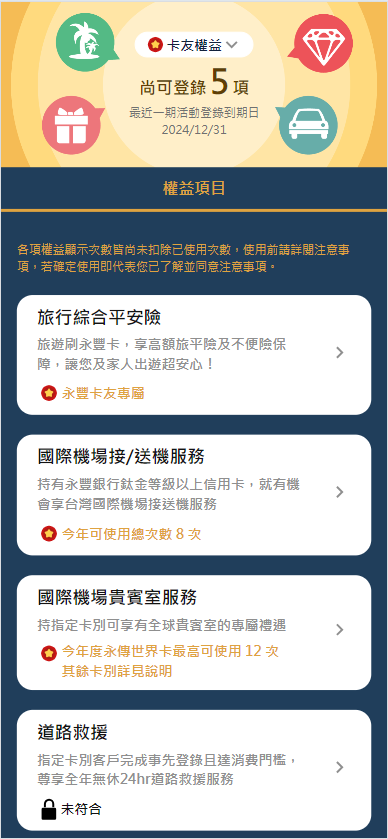 卡友權益
尚可登錄 5 項
最近一期活動登錄到期日
2024/12/31
權益項目
各項權益顯示次數皆尚未扣除已使用次數，使用前請詳閱注意事
項，若確定使用即代表您已了解並同意注意事項。
旅行綜合平安險
旅遊刷永豐卡，享高額旅平險及不便險保
障，讓您及家人出遊超安心！
永豐卡友專屬
國際機場接/送機服務
持有永豐銀行鈦金等級以上信用卡，就有機
會享台灣國際機場接送機服務
今年可使用總次數 8 次
國際機場貴賓室服務
持指定卡別可享有全球貴賓室的專屬禮遇
今年度永傳世界卡最高可使用 12 次
其餘卡別詳見說明
道路救援
指定卡別客戶完成事先登錄且達消費門檻，
尊享全年無休24hr道路救援服務
未符合